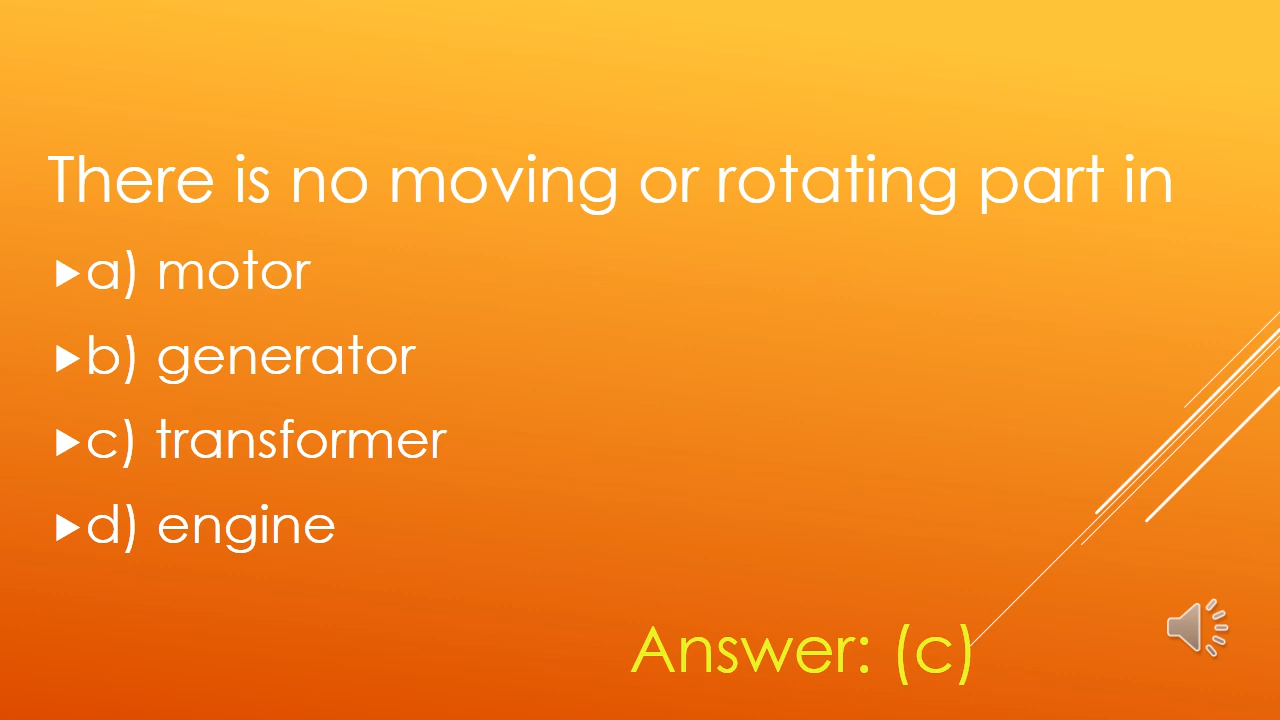 There is no moving or rotating part in
a) motor
b) generator
c) transformer
d) engine
Answer: (c)